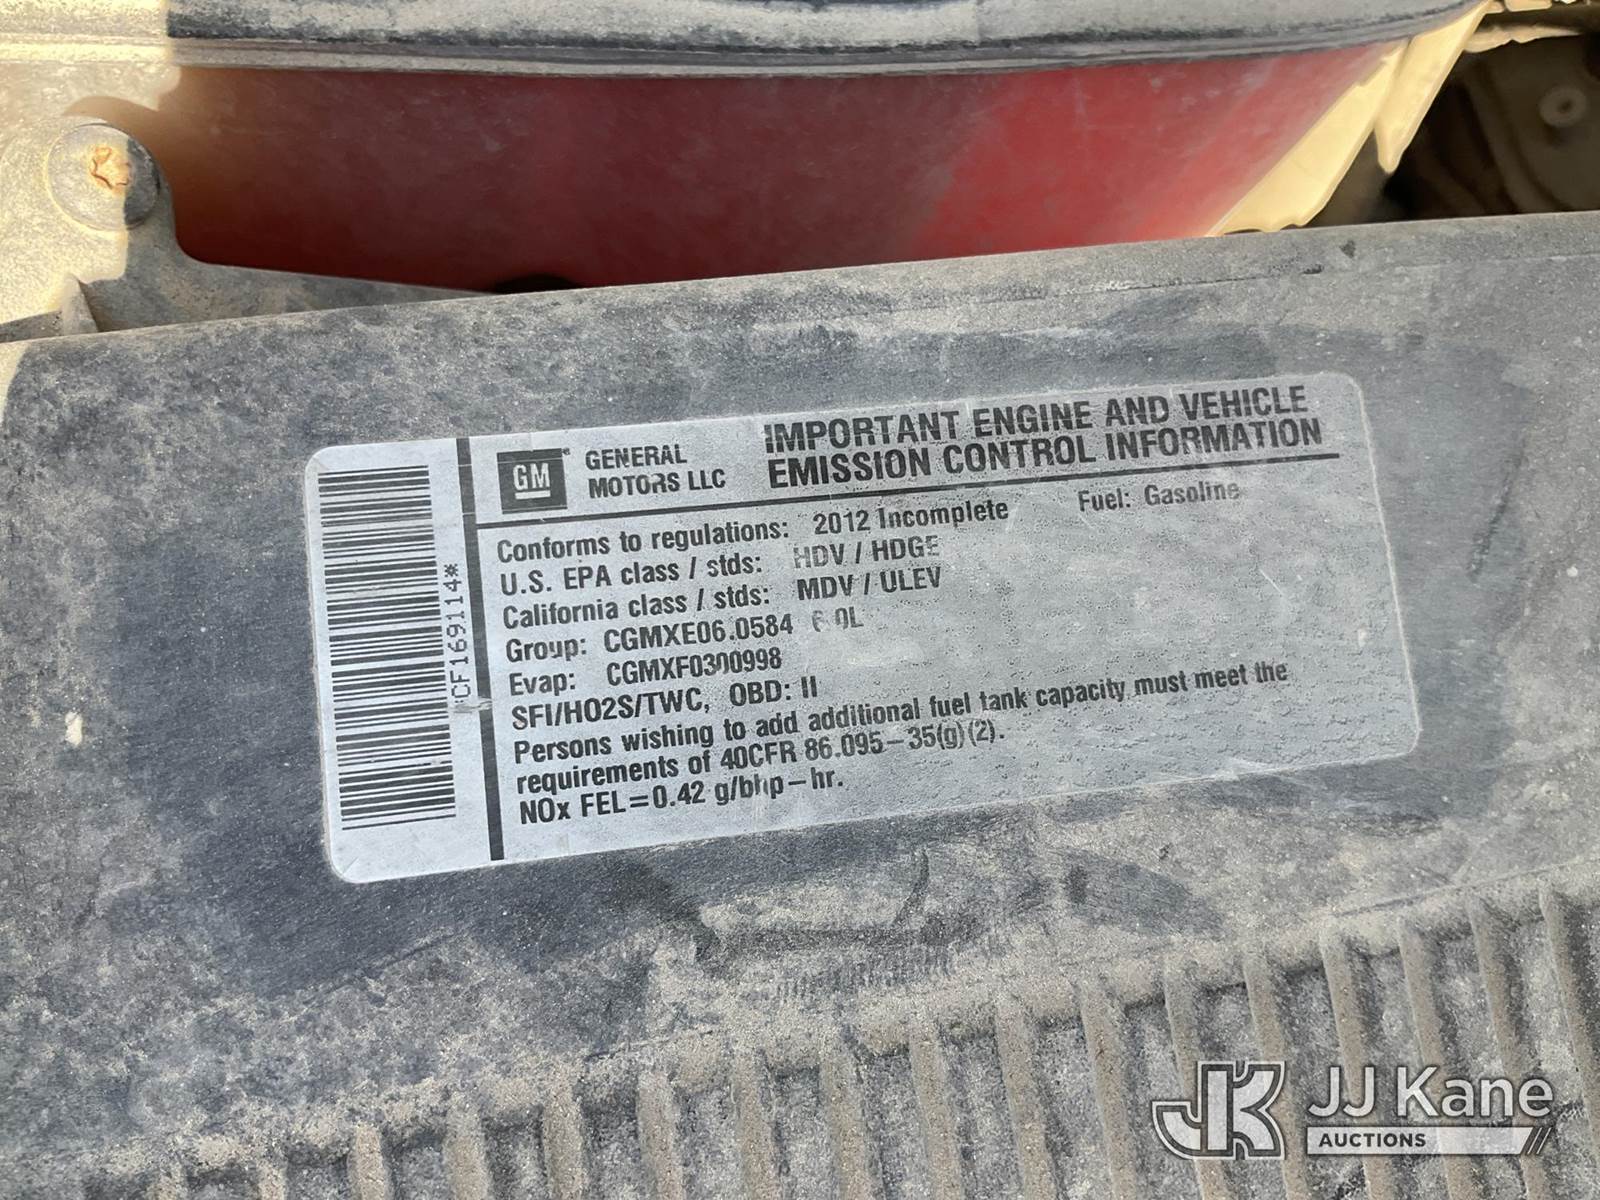 GM
GENERAL
MOTORS LLC
IMPORTANT ENGINE AND VEHICLE
EMISSION CONTROL INFORMATION
Conforms to regulations: 2012 Incomplete Fuel: Gasoline
U.S. EPA class / stds: HDV / HDGE
California class / stds: MDV / ULEV
Group: CGMXE06.0584 6.0L
Evap: CGMXF0300998
SFI/HO2S/TWC, OBD: II
Persons wishing to add additional fuel tank capacity must meet the
requirements of 40CFR 86.095–35(g)(2).
NOx FEL=0.42 g/bhp–hr.
*CF169114*
JK JJ Kane
AUCTIONS